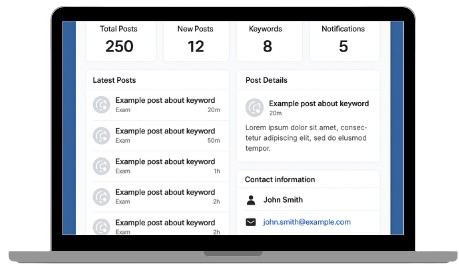 Total Posts
250
New Posts
12
Keywords
8
Notifications
5
Latest Posts
Example post about keyword
Exam 20m
Example post about keyword
Exam 50m
Example post about keyword
Exam 1h
Example post about keyword
Exam 2h
Example post about keyword
Exam 2h
Post Details
Example post about keyword
20m
Lorem ipsum dolor sit amet, consec-
tetur adipiscing elit, sed do elusmod
tempor.
Contact information
John Smith
john.smith@example.com